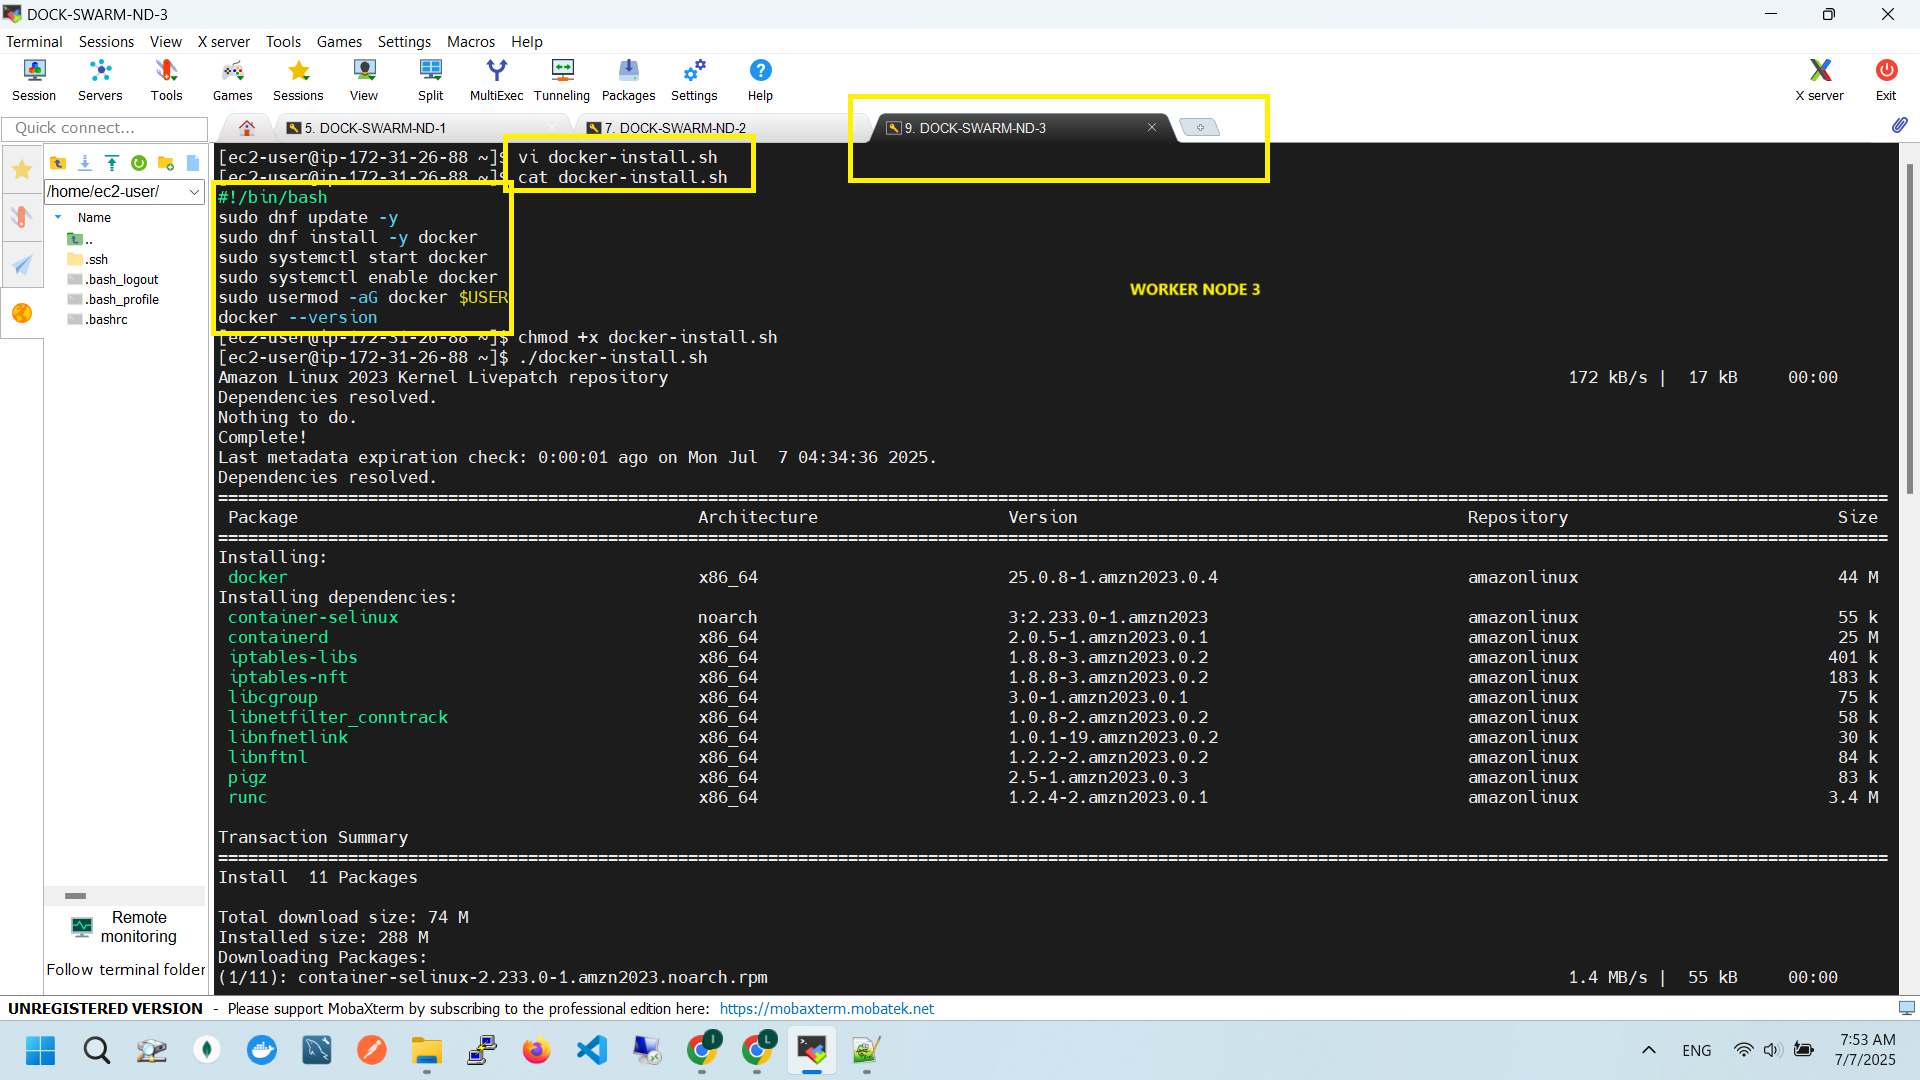 DOCK-SWARM-ND-3
Terminal Sessions View X server Tools Games Settings Macros Help
Session Servers Tools Games Sessions View Split MultiExec Tunneling Packages Settings Help X server Exit
Quick connect...
5. DOCK-SWARM-ND-1
7. DOCK-SWARM-ND-2
9. DOCK-SWARM-ND-3
/home/ec2-user/
Name
..
.ssh
.bash_logout
.bash_profile
.bashrc
Remote
monitoring
Follow terminal folder
[ec2-user@ip-172-31-26-88 ~]$ vi docker-install.sh
[ec2-user@ip-172-31-26-88 ~]$ cat docker-install.sh
#!/bin/bash
sudo dnf update -y
sudo dnf install -y docker
sudo systemctl start docker
sudo systemctl enable docker
sudo usermod -aG docker $USER
docker --version
WORKER NODE 3
[ec2-user@ip-172-31-26-88 ~]$ chmod +x docker-install.sh
[ec2-user@ip-172-31-26-88 ~]$ ./docker-install.sh
Amazon Linux 2023 Kernel Livepatch repository 172 kB/s | 17 kB 00:00
Dependencies resolved.
Nothing to do.
Complete!
Last metadata expiration check: 0:00:01 ago on Mon Jul  7 04:34:36 2025.
Dependencies resolved.
Package Architecture Version Repository Size
Installing:
docker x86_64 25.0.8-1.amzn2023.0.4 amazonlinux 44 M
Installing dependencies:
container-selinux noarch 3:2.233.0-1.amzn2023 amazonlinux 55 k
containerd x86_64 2.0.5-1.amzn2023.0.1 amazonlinux 25 M
iptables-libs x86_64 1.8.8-3.amzn2023.0.2 amazonlinux 401 k
iptables-nft x86_64 1.8.8-3.amzn2023.0.2 amazonlinux 183 k
libcgroup x86_64 3.0-1.amzn2023.0.1 amazonlinux 75 k
libnetfilter_conntrack x86_64 1.0.8-2.amzn2023.0.2 amazonlinux 58 k
libnfnetlink x86_64 1.0.1-19.amzn2023.0.2 amazonlinux 30 k
libnftnl x86_64 1.2.2-2.amzn2023.0.2 amazonlinux 84 k
pigz x86_64 2.5-1.amzn2023.0.3 amazonlinux 83 k
runc x86_64 1.2.4-2.amzn2023.0.1 amazonlinux 3.4 M
Transaction Summary
Install  11 Packages
Total download size: 74 M
Installed size: 288 M
Downloading Packages:
(1/11): container-selinux-2.233.0-1.amzn2023.noarch.rpm 1.4 MB/s | 55 kB 00:00
UNREGISTERED VERSION - Please support MobaXterm by subscribing to the professional edition here: https://mobaxterm.mobatek.net
I
L
ENG
7:53 AM
7/7/2025